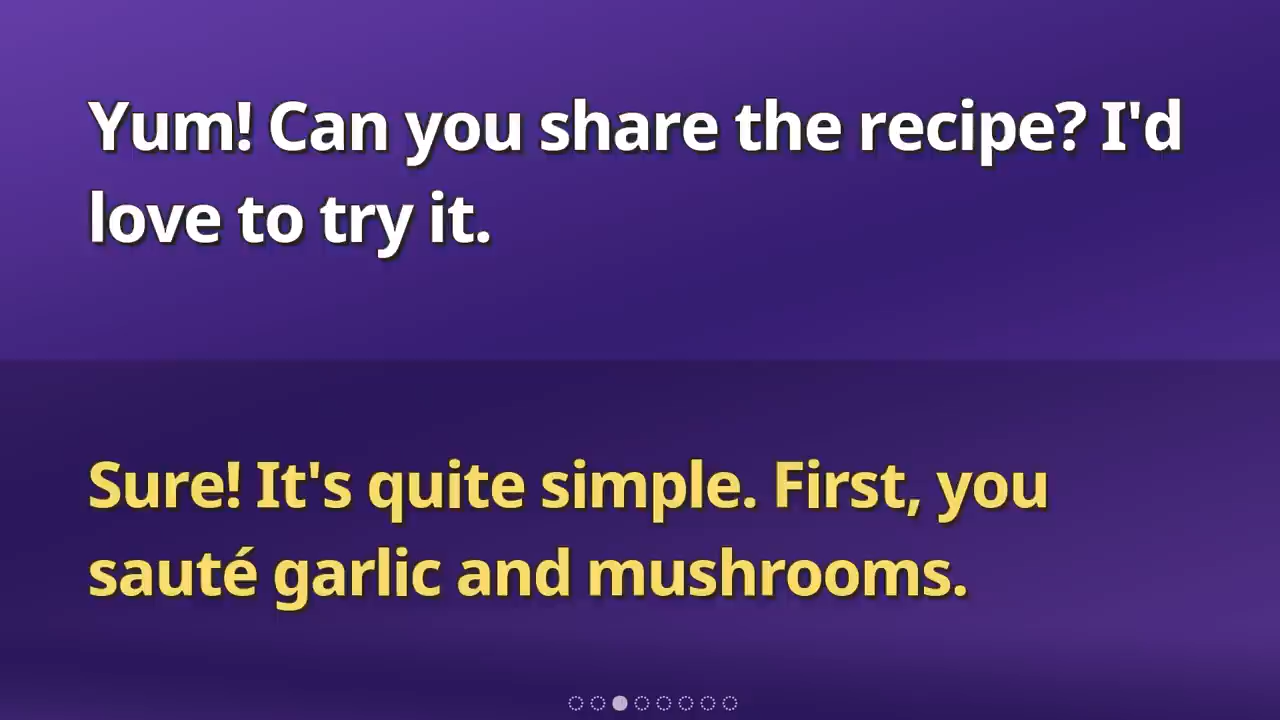 Yum! Can you share the recipe? I'd
love to try it.
Sure! It's quite simple. First, you
sauté garlic and mushrooms.